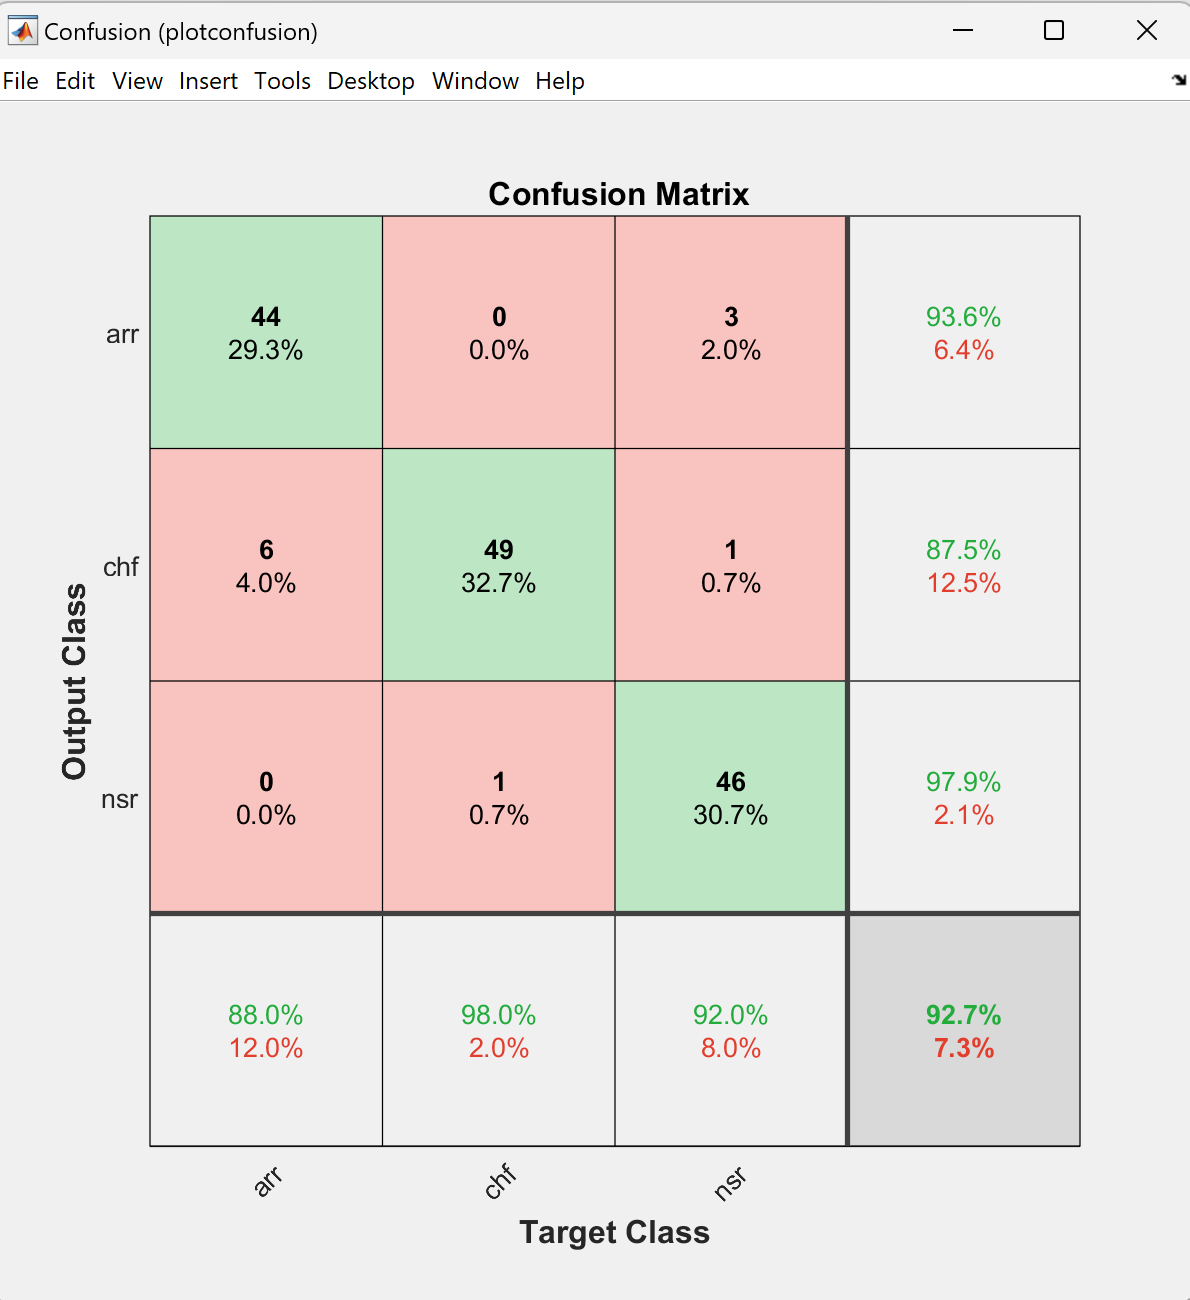 Confusion (plotconfusion)
File Edit View Insert Tools Desktop Window Help
Confusion Matrix
44 0 3 93.6%
arr
29.3% 0.0% 2.0% 6.4%
6 49 1 87.5%
chf
4.0% 32.7% 0.7% 12.5%
Output Class
0 1 46 97.9%
nsr
0.0% 0.7% 30.7% 2.1%
88.0% 98.0% 92.0% 92.7%
12.0% 2.0% 8.0% 7.3%
arr chf nsr
Target Class